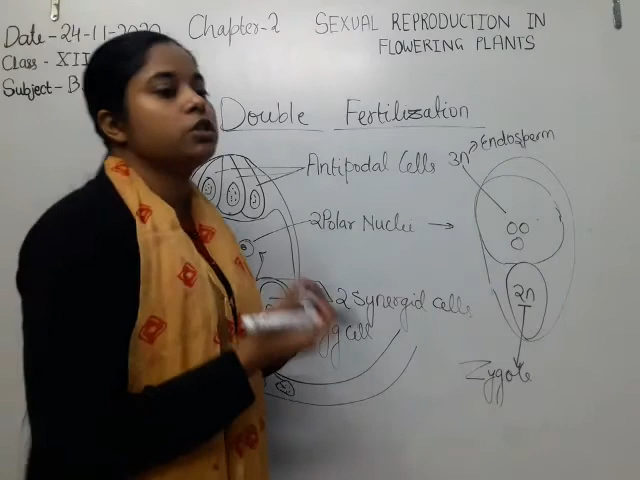 Date - 24-11-2020
Chapter-2
SEXUAL REPRODUCTION IN
FLOWERING PLANTS
Class - XII
Subject - B
Double Fertilization
Antipodal Cells
3n
Endosperm
2 Polar Nuclei
2 Synergid cells
cell
2n
Zygote